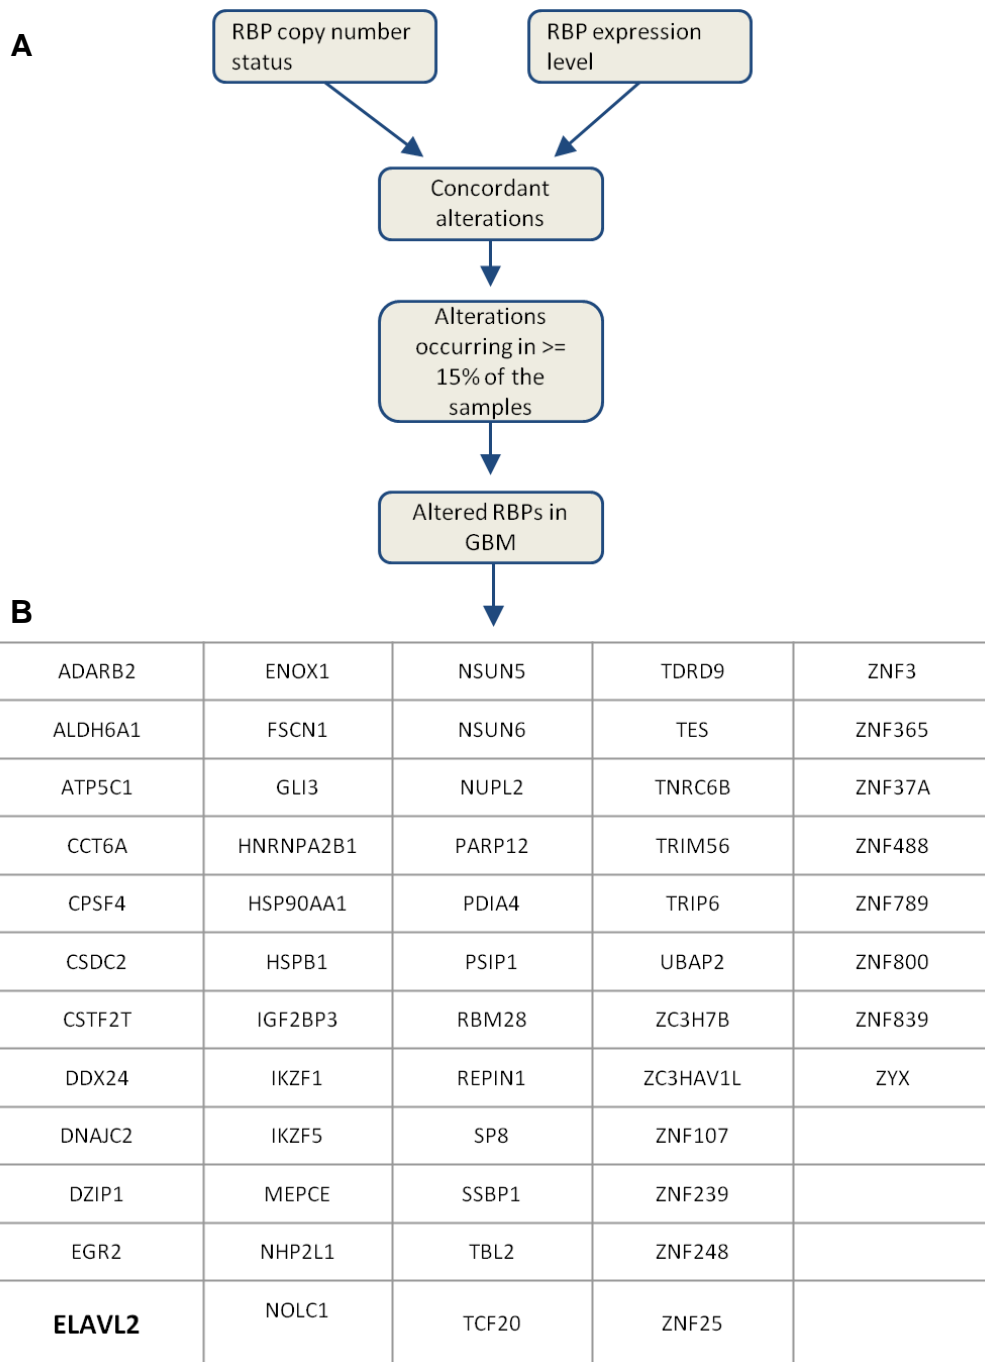 A
RBP copy number
status
RBP expression
level
Concordant
alterations
Alterations
occurring in >=
15% of the
samples
Altered RBPs in
GBM
B
ADARB2 ENOX1 NSUN5 TDRD9 ZNF3
ALDH6A1 FSCN1 NSUN6 TES ZNF365
ATP5C1 GLI3 NUPL2 TNRC6B ZNF37A
CCT6A HNRNPA2B1 PARP12 TRIM56 ZNF488
CPSF4 HSP90AA1 PDIA4 TRIP6 ZNF789
CSDC2 HSPB1 PSIP1 UBAP2 ZNF800
CSTF2T IGF2BP3 RBM28 ZC3H7B ZNF839
DDX24 IKZF1 REPIN1 ZC3HAV1L ZYX
DNAJC2 IKZF5 SP8 ZNF107
DZIP1 MEPCE SSBP1 ZNF239
EGR2 NHP2L1 TBL2 ZNF248
ELAVL2 NOLC1 TCF20 ZNF25